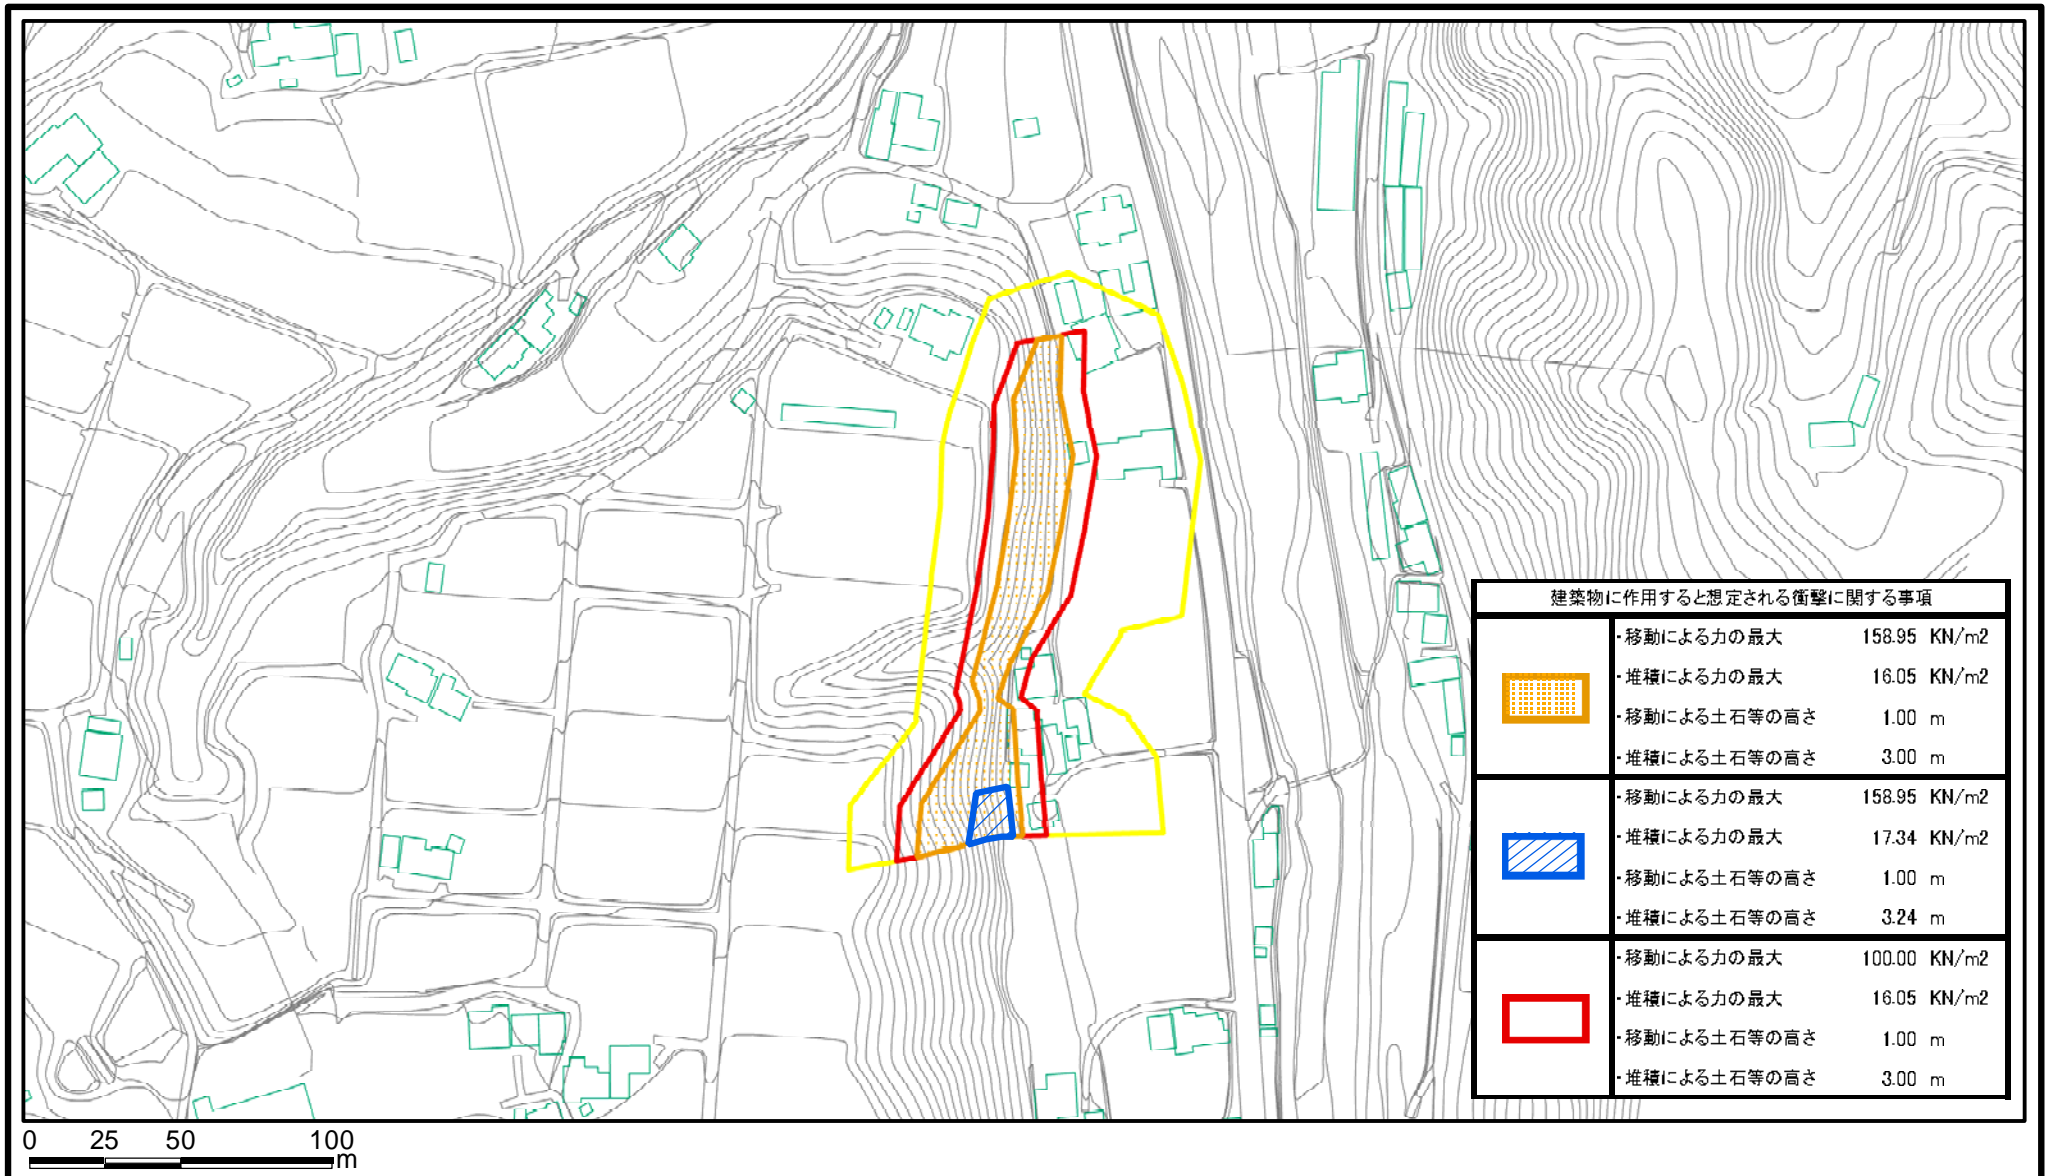 建築物に作用すると想定される衝撃に関する事項
・移動による力の最大 158.95 KN/m2
・堆積による力の最大 16.05 KN/m2
・移動による土石等の高さ 1.00 m
・堆積による土石等の高さ 3.00 m
・移動による力の最大 158.95 KN/m2
・堆積による力の最大 17.34 KN/m2
・移動による土石等の高さ 1.00 m
・堆積による土石等の高さ 3.24 m
・移動による力の最大 100.00 KN/m2
・堆積による力の最大 16.05 KN/m2
・移動による土石等の高さ 1.00 m
・堆積による土石等の高さ 3.00 m
0 25 50 100
m